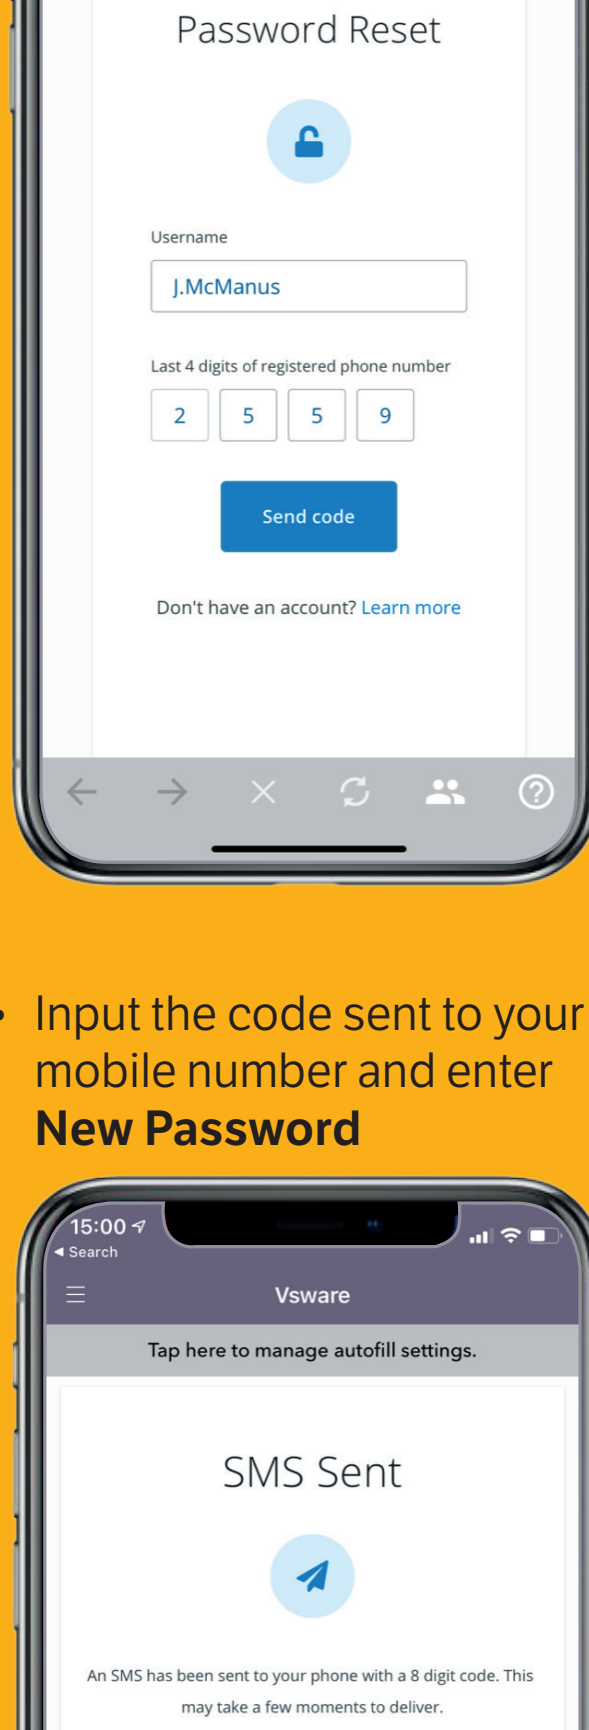 Password Reset
Username
J.McManus
Last 4 digits of registered phone number
2 5 5 9
Send code
Don't have an account? Learn more
• Input the code sent to your
mobile number and enter
New Password
15:00
◀ Search
Vsware
Tap here to manage autofill settings.
SMS Sent
An SMS has been sent to your phone with a 8 digit code. This
may take a few moments to deliver.